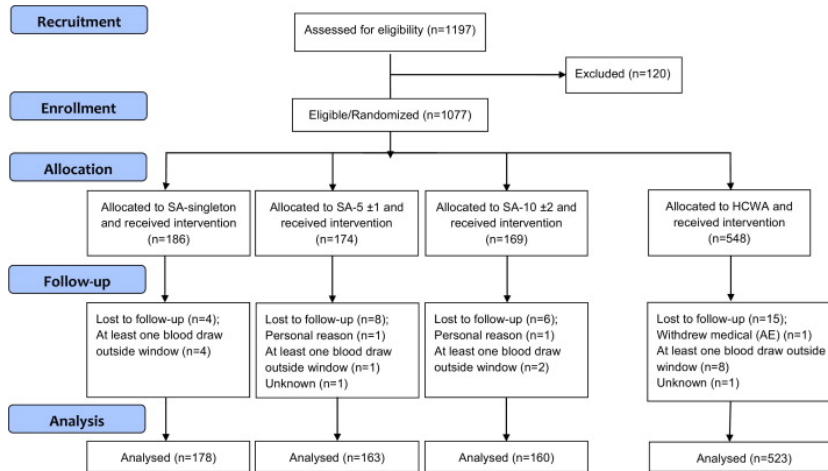 Recruitment
Assessed for eligibility (n=1197)
Excluded (n=120)
Enrollment
Eligible/Randomized (n=1077)
Allocation
Allocated to SA-singleton
and received intervention
(n=186)
Allocated to SA-5 ±1 and
received intervention
(n=174)
Allocated to SA-10 ±2 and
received intervention
(n=169)
Allocated to HCWA and
received intervention
(n=548)
Follow-up
Lost to follow-up (n=4);
At least one blood draw
outside window (n=4)
Lost to follow-up (n=8);
Personal reason (n=1)
At least one blood draw
outside window (n=1)
Unknown (n=1)
Lost to follow-up (n=6);
Personal reason (n=1)
At least one blood draw
outside window (n=2)
Lost to follow-up (n=15);
Withdrew medical (AE) (n=1)
At least one blood draw outside
window (n=8)
Unknown (n=1)
Analysis
Analysed (n=178)
Analysed (n=163)
Analysed (n=160)
Analysed (n=523)